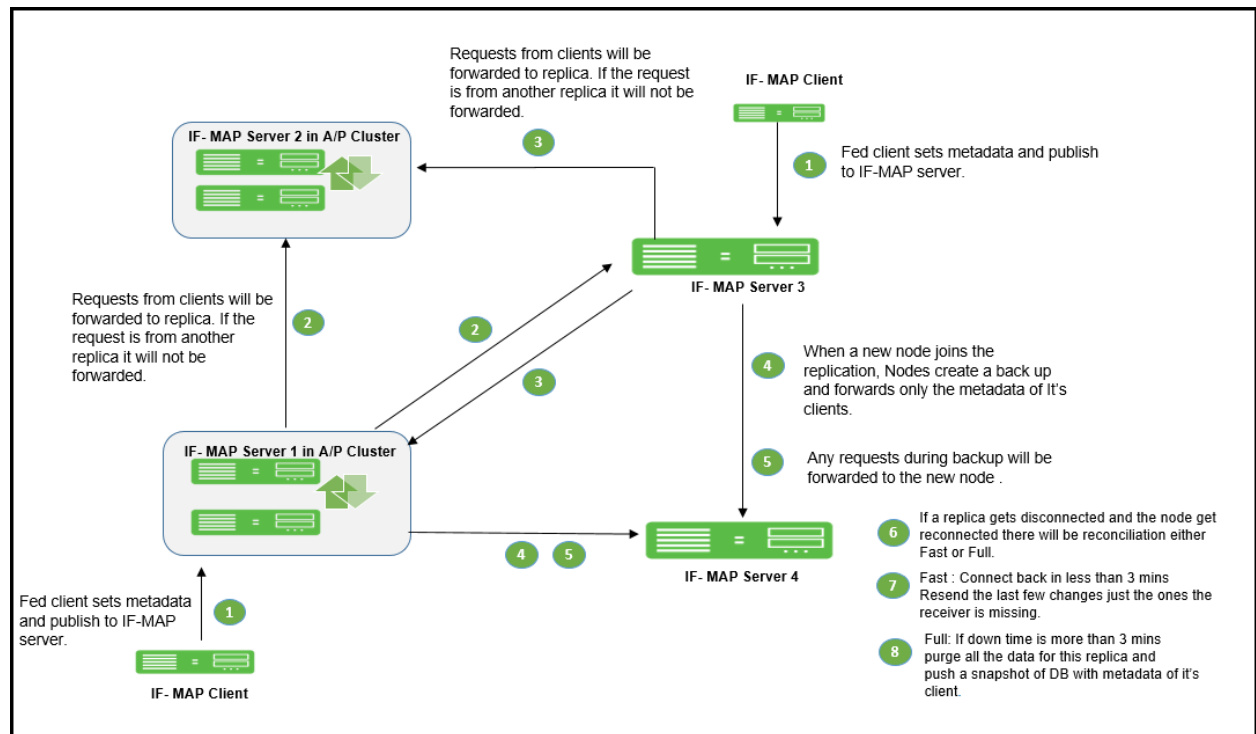 Requests from clients will be
forwarded to replica. If the request
is from another replica it will not be
forwarded.
3
IF- MAP Client
1
Fed client sets metadata and publish
to IF-MAP server.
IF- MAP Server 2 in A/P Cluster
IF- MAP Server 3
Requests from clients will be
forwarded to replica. If the
request is from another
replica it will not be
forwarded.
2
2
3
4
When a new node joins the
replication, Nodes create a back up
and forwards only the metadata of It's
clients.
5
Any requests during backup will be
forwarded to the new node .
IF- MAP Server 1 in A/P Cluster
4
5
IF- MAP Server 4
6
If a replica gets disconnected and the node get
reconnected there will be reconciliation either
Fast or Full.
7
Fast : Connect back in less than 3 mins
Resend the last few changes just the ones the
receiver is missing.
8
Full: If down time is more than 3 mins
purge all the data for this replica and
push a snapshot of DB with metadata of it's
client.
Fed client sets metadata
and publish to IF-MAP
server.
1
IF- MAP Client